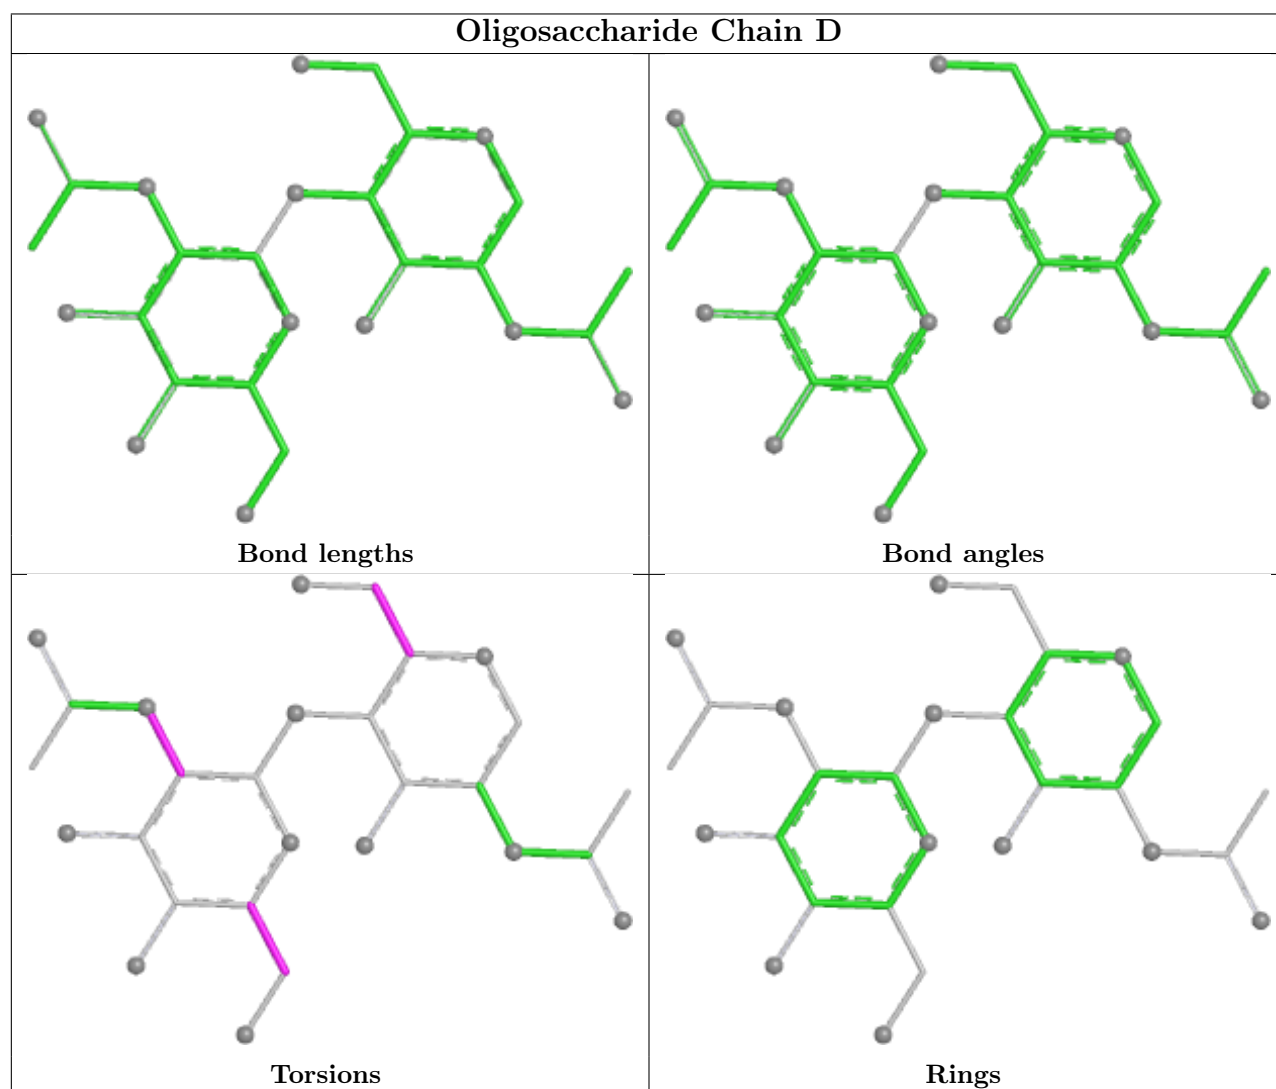 Oligosaccharide Chain D
Bond lengths
Bond angles
Torsions
Rings